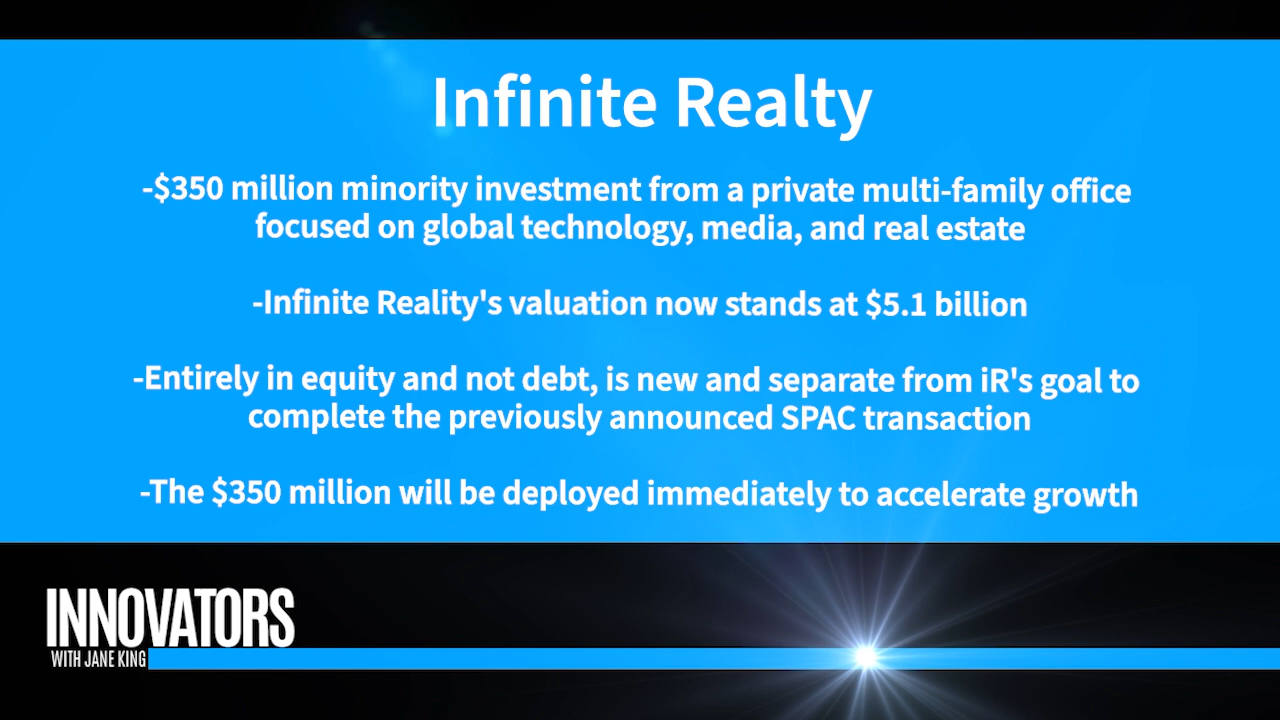 Infinite Realty
-$350 million minority investment from a private multi-family office
focused on global technology, media, and real estate
-Infinite Reality's valuation now stands at $5.1 billion
-Entirely in equity and not debt, is new and separate from iR's goal to
complete the previously announced SPAC transaction
-The $350 million will be deployed immediately to accelerate growth
INNOVATORS
WITH JANE KING